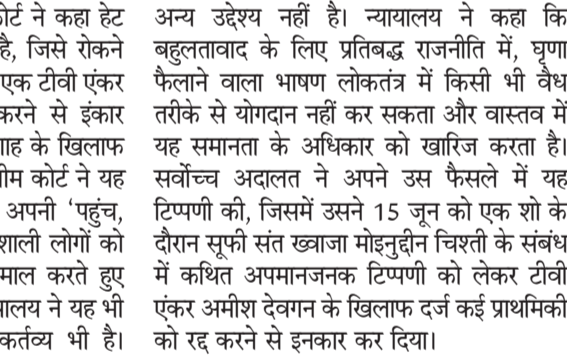 र्ट ने कहा हेट
है, जिसे रोकने
एक टीवी एंकर
करने से इंकार
के खिलाफ
कोर्ट ने यह
अपनी ‘पहुंच,
लोगों को
करते हुए
ने यह भी
कर्तव्य भी है।
अन्य उद्देश्य नहीं है। न्यायालय ने कहा कि
बहुलतावाद के लिए प्रतिबद्ध राजनीति में, घृणा
फैलाने वाला भाषण लोकतंत्र में किसी भी वैध
तरीके से योगदान नहीं कर सकता और वास्तव में
यह समानता के अधिकार को खारिज करता है।
सर्वोच्च अदालत ने अपने उस फैसले में यह
टिप्पणी की, जिसमें उसने 15 जून को एक शो के
दौरान सूफी संत ख्वाजा मोइनुद्दीन चिश्ती के संबंध
में कथित अपमानजनक टिप्पणी को लेकर टीवी
एंकर अमीश देवगन के खिलाफ दर्ज कई प्राथमिकी
को रद्द करने से इनकार कर दिया।